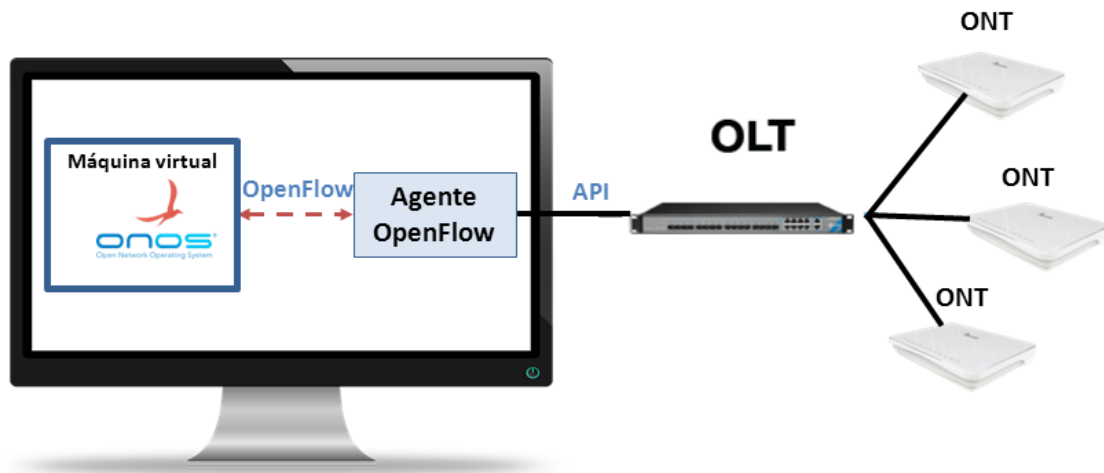 Máquina virtual
onos
Open Network Operating System
OpenFlow
Agente
OpenFlow
API
OLT
ONT
ONT
ONT